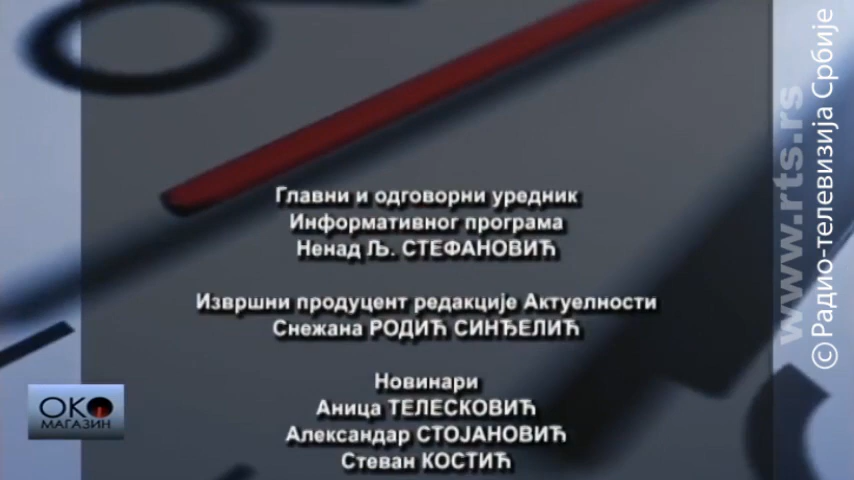 Главни и одговорни уредник
Информативног програма
Ненад Љ. СТЕФАНОВИЋ
Извршни продуцент редакције Актуелности
Снежана РОДИЋ СИНЂЕЛИЋ
Новинари
Аница ТЕЛЕСКОВИЋ
Александар СТОЈАНОВИЋ
Стеван КОСТИЋ
ОКО
МАГАЗИН
www.rts.rs
© Радио-телевизија Србије